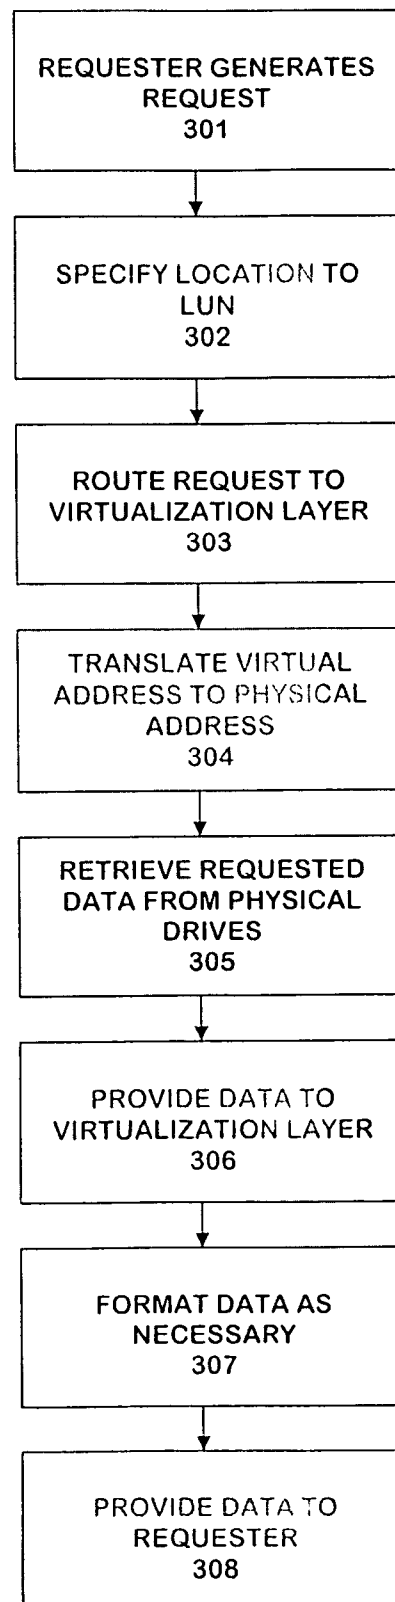 REQUESTER GENERATES
REQUEST
301
SPECIFY LOCATION TO
LUN
302
ROUTE REQUEST TO
VIRTUALIZATION LAYER
303
TRANSLATE VIRTUAL
ADDRESS TO PHYSICAL
ADDRESS
304
RETRIEVE REQUESTED
DATA FROM PHYSICAL
DRIVES
305
PROVIDE DATA TO
VIRTUALIZATION LAYER
306
FORMAT DATA AS
NECESSARY
307
PROVIDE DATA TO
REQUESTER
308